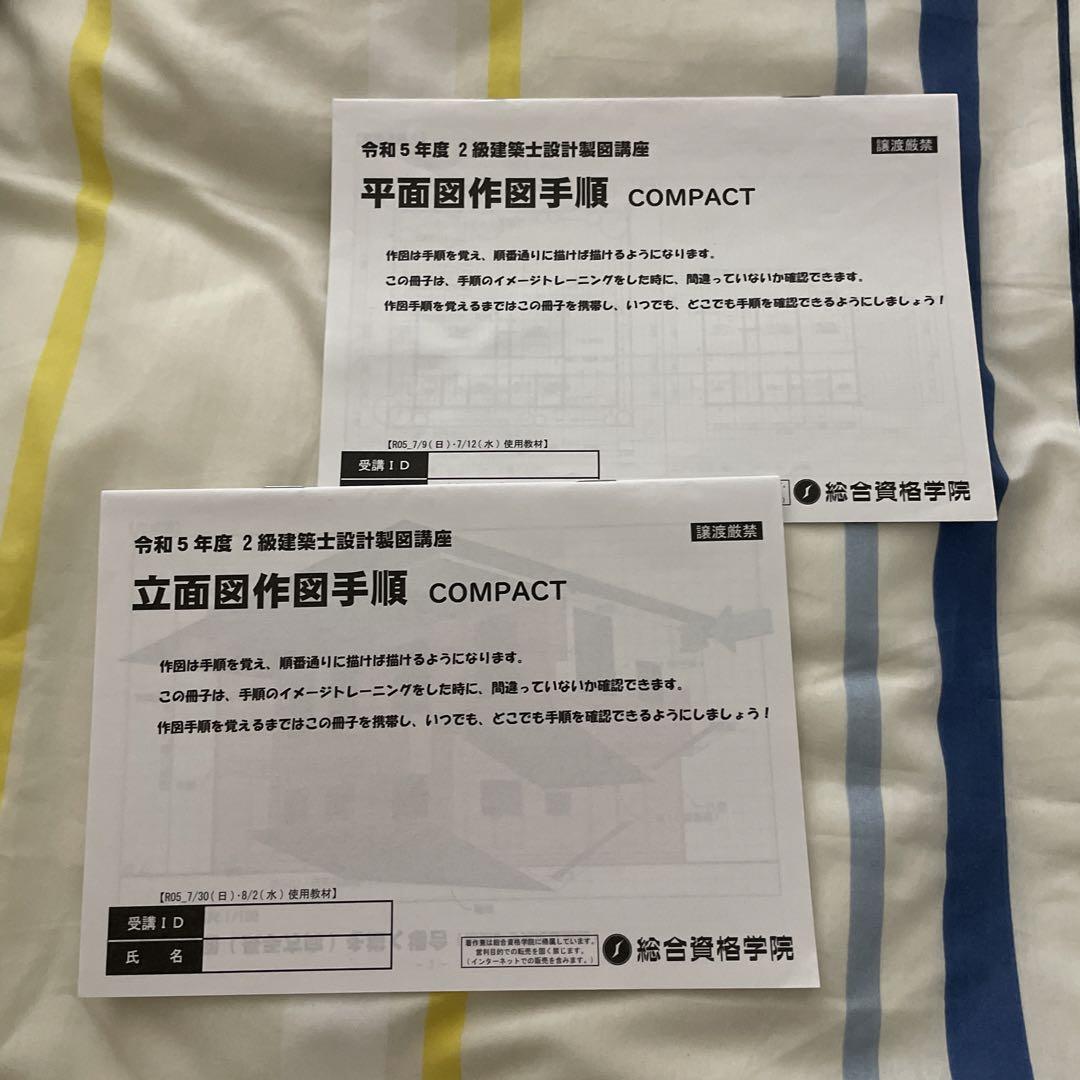 令和5年度 2級建築士設計製図講座
譲渡厳禁
平面図作図手順 COMPACT
作図は手順を覚え、順番通りに描けば描けるようになります。
この冊子は、手順のイメージトレーニングをした時に、間違っていないか確認できます。
作図手順を覚えるまではこの冊子を携帯し、いつでも、どこでも手順を確認できるようにしましょう！
【R05_7/9(日)・7/12(水) 使用教材】
受講ID
総合資格学院
令和5年度 2級建築士設計製図講座
譲渡厳禁
立面図作図手順 COMPACT
作図は手順を覚え、順番通りに描けば描けるようになります。
この冊子は、手順のイメージトレーニングをした時に、間違っていないか確認できます。
作図手順を覚えるまではこの冊子を携帯し、いつでも、どこでも手順を確認できるようにしましょう！
【R05_7/30(日)・8/2(水) 使用教材】
受講ID
氏 名
著作権は総合資格学院に帰属しています。
営利目的での転売を固く禁じます。
(インターネットでの販売を含みます。)
総合資格学院